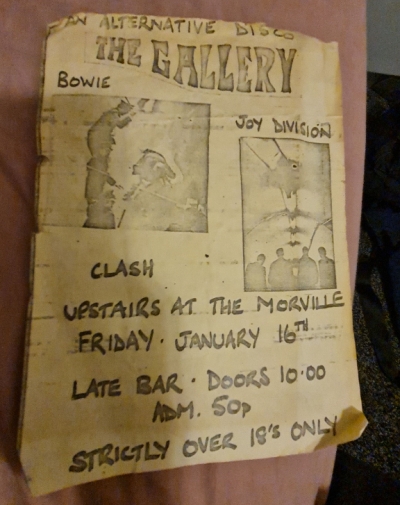 AN ALTERNATIVE DISCO
THE GALLERY
BOWIE
JOY DIVISION
CLASH
UPSTAIRS AT THE MORVILLE
FRIDAY · JANUARY 16TH
LATE BAR · DOORS 10·00
ADM. 50p
STRICTLY OVER 18'S ONLY